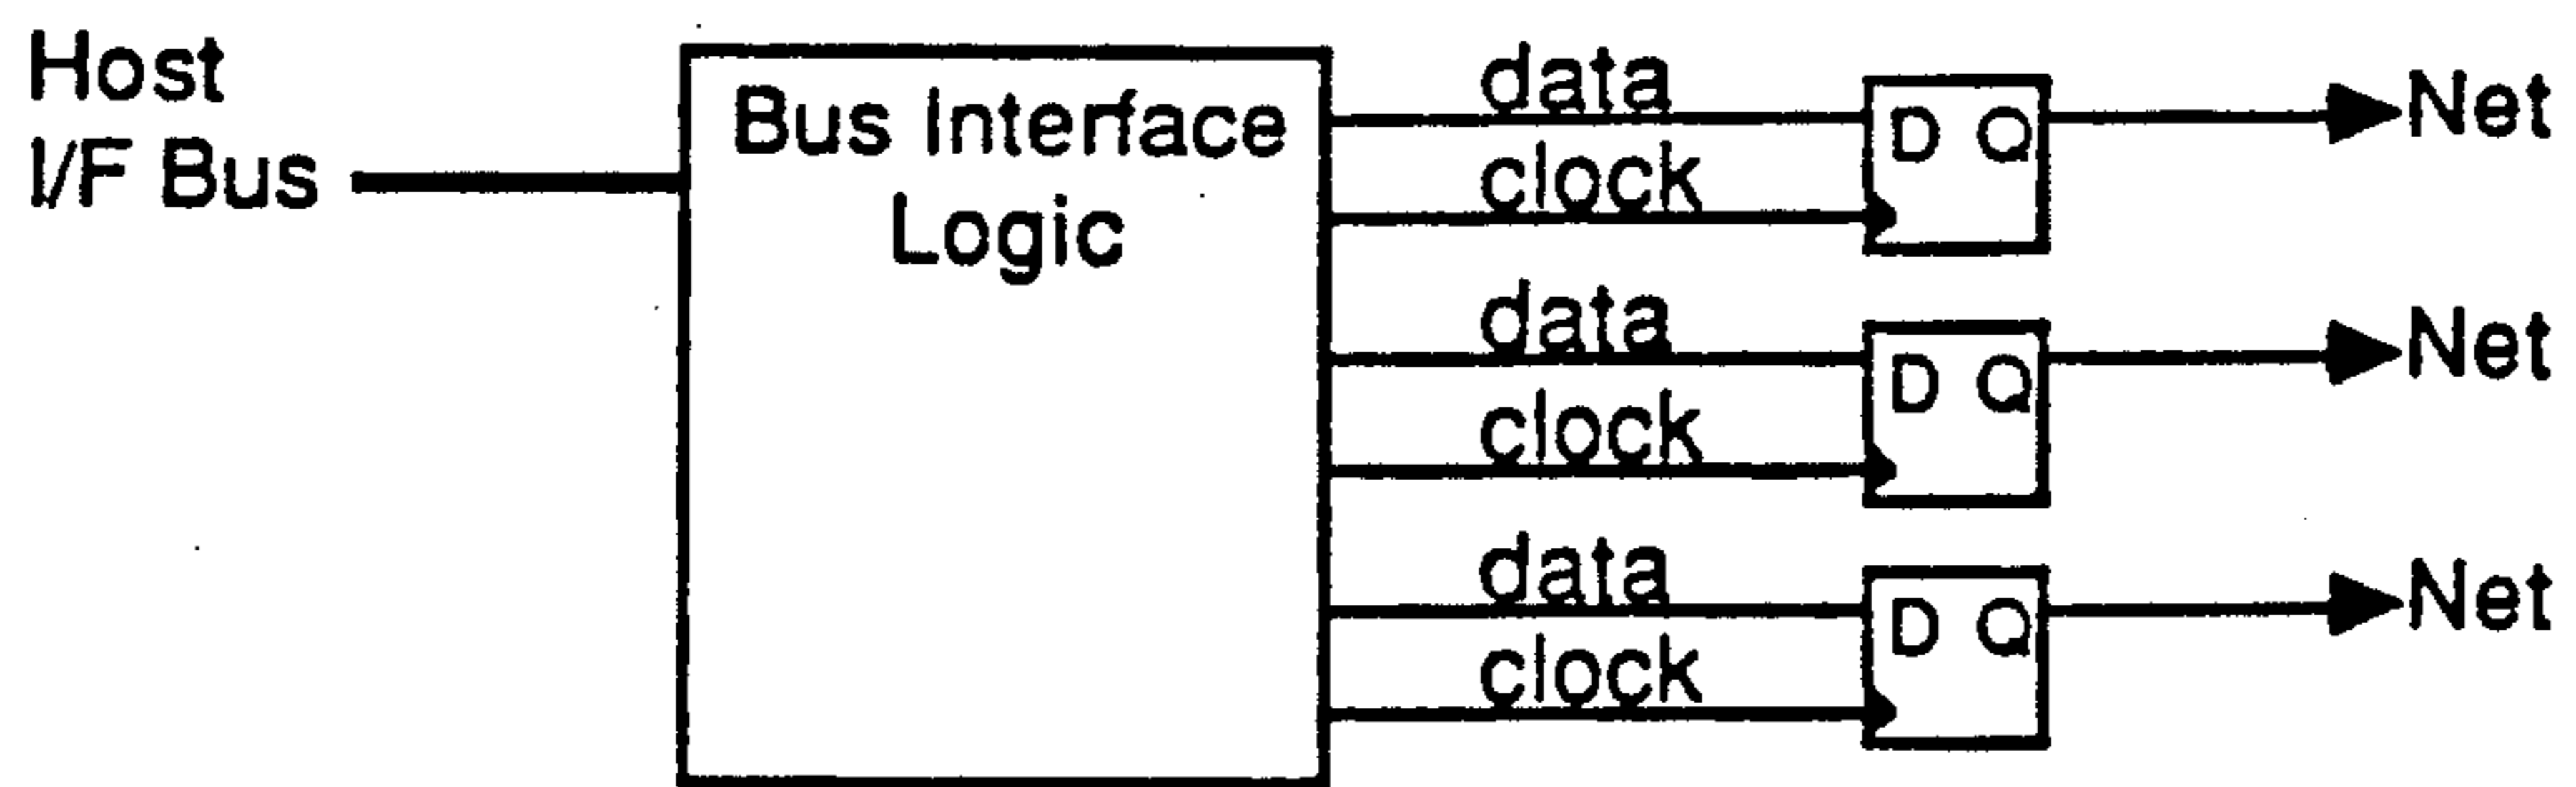 Host
I/F Bus
Bus Interface
Logic
data
clock
D Q
Net
data
clock
D Q
Net
data
clock
D Q
Net